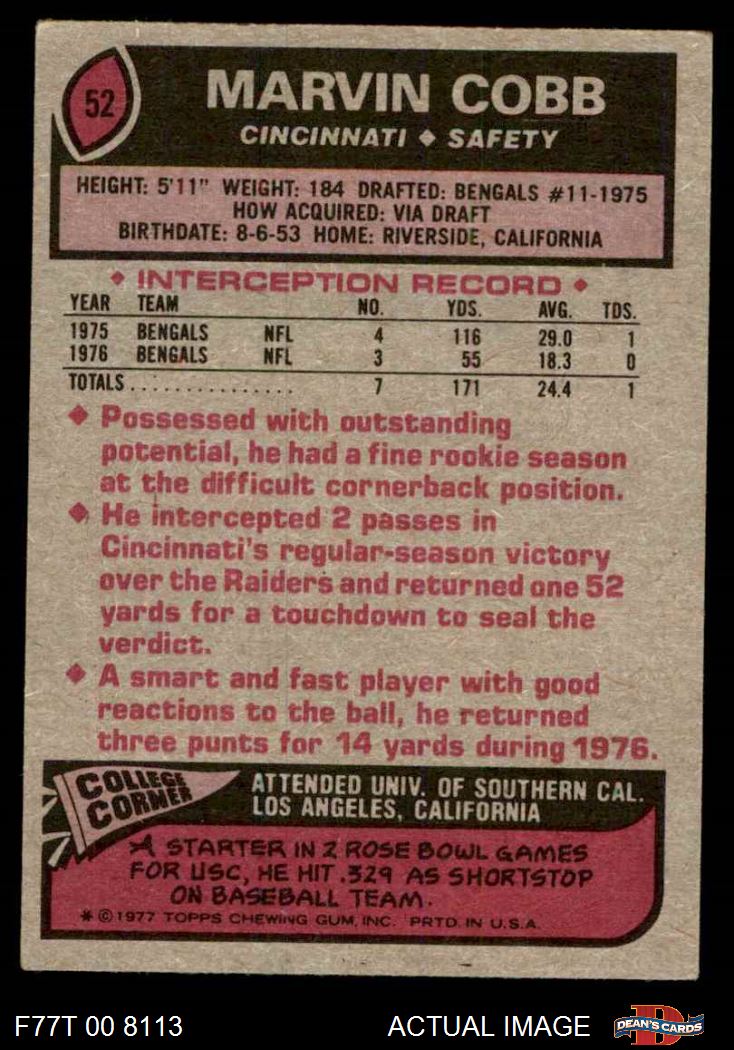 52
MARVIN COBB
CINCINNATI ♦ SAFETY
HEIGHT: 5'11" WEIGHT: 184 DRAFTED: BENGALS #11-1975
HOW ACQUIRED: VIA DRAFT
BIRTHDATE: 8-6-53 HOME: RIVERSIDE, CALIFORNIA
♦ INTERCEPTION RECORD ♦
YEAR TEAM NO. YDS. AVG. TDS.
1975 BENGALS NFL 4 116 29.0 1
1976 BENGALS NFL 3 55 18.3 0
TOTALS............... 7 171 24.4 1
♦ Possessed with outstanding
potential, he had a fine rookie season
at the difficult cornerback position.
♦ He intercepted 2 passes in
Cincinnati's regular-season victory
over the Raiders and returned one 52
yards for a touchdown to seal the
verdict.
♦ A smart and fast player with good
reactions to the ball, he returned
three punts for 14 yards during 1976.
COLLEGE
CORNER
ATTENDED UNIV. OF SOUTHERN CAL.
LOS ANGELES, CALIFORNIA
A STARTER IN 2 ROSE BOWL GAMES
FOR USC, HE HIT .329 AS SHORTSTOP
ON BASEBALL TEAM.
* © 1977 TOPPS CHEWING GUM, INC. PRTD. IN U.S.A.
F77T 00 8113 ACTUAL IMAGE
D
DEAN'S CARDS